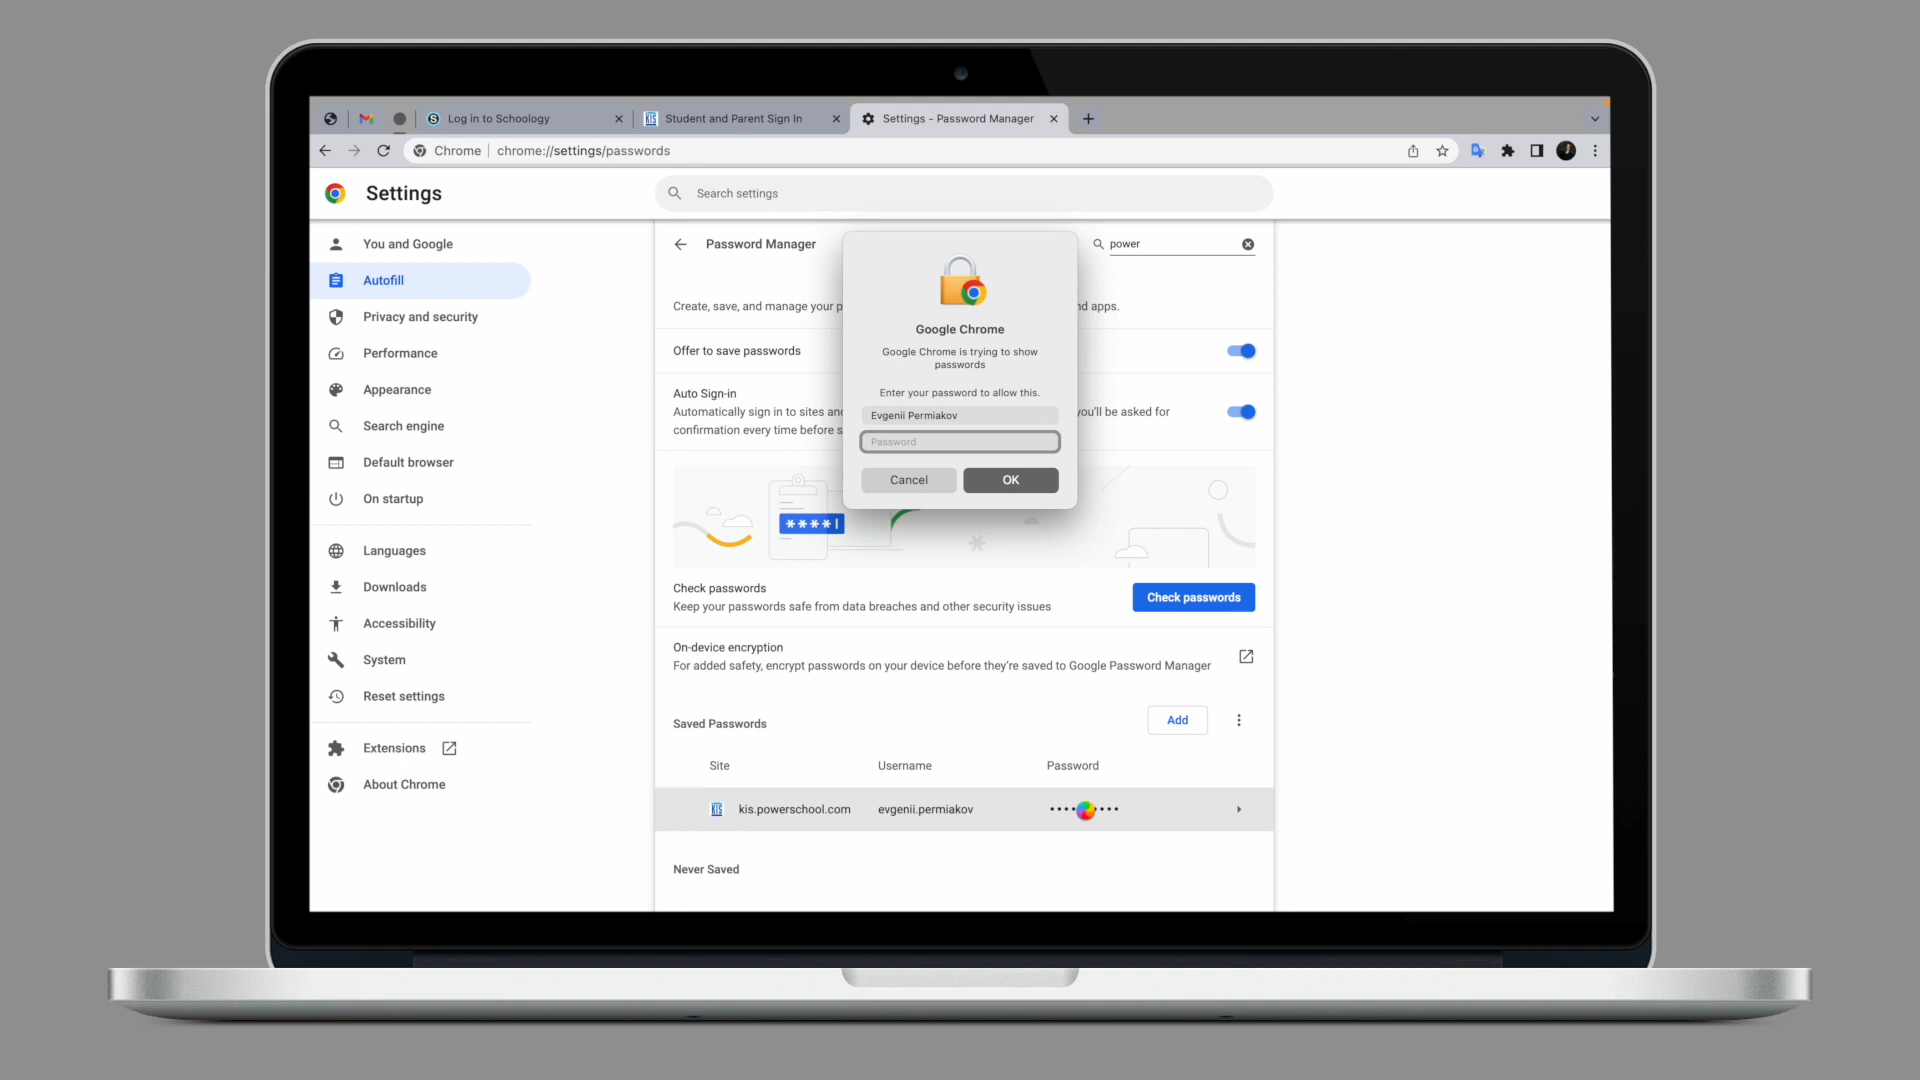 Log in to Schoology
KIS
Student and Parent Sign In
Settings - Password Manager
Chrome
chrome://settings/passwords
Settings
Search settings
You and Google
Autofill
Privacy and security
Performance
Appearance
Search engine
Default browser
On startup
Languages
Downloads
Accessibility
System
Reset settings
Extensions
About Chrome
Password Manager
power
Create, save, and manage your p
nd apps.
Offer to save passwords
Auto Sign-in
Automatically sign in to sites and
you'll be asked for
confirmation every time before s
Google Chrome
Google Chrome is trying to show
passwords
Enter your password to allow this.
Evgenii Permiakov
Password
Cancel
OK
****|
Check passwords
Keep your passwords safe from data breaches and other security issues
Check passwords
On-device encryption
For added safety, encrypt passwords on your device before they're saved to Google Password Manager
Saved Passwords
Add
Site
Username
Password
KIS
kis.powerschool.com
evgenii.permiakov
Never Saved